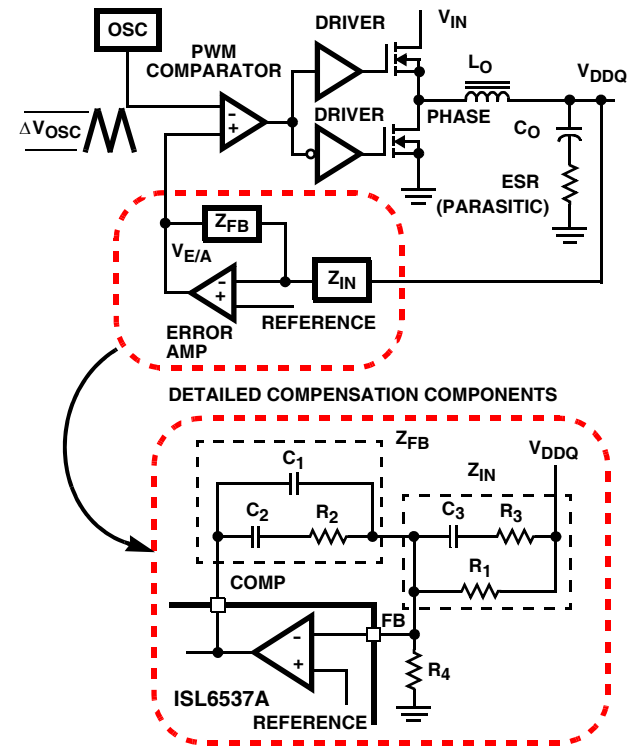 OSC
PWM
COMPARATOR
DRIVER
V_IN
L_O
V_DDQ
ΔV_OSC
-
+
DRIVER
PHASE
C_O
ESR
(PARASITIC)
Z_FB
V_E/A
-
+
Z_IN
REFERENCE
ERROR
AMP
DETAILED COMPENSATION COMPONENTS
Z_FB
V_DDQ
C_1
Z_IN
C_2
R_2
C_3
R_3
R_1
COMP
FB
-
+
R_4
ISL6537A
REFERENCE